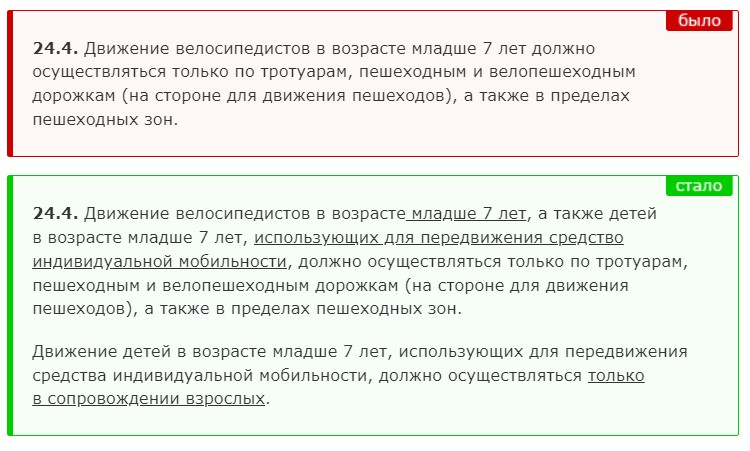 было
24.4. Движение велосипедистов в возрасте младше 7 лет должно
осуществляться только по тротуарам, пешеходным и велопешеходным
дорожкам (на стороне для движения пешеходов), а также в пределах
пешеходных зон.
стало
24.4. Движение велосипедистов в возрасте младше 7 лет, а также детей
в возрасте младше 7 лет, использующих для передвижения средство
индивидуальной мобильности, должно осуществляться только по тротуарам,
пешеходным и велопешеходным дорожкам (на стороне для движения
пешеходов), а также в пределах пешеходных зон.
Движение детей в возрасте младше 7 лет, использующих для передвижения
средства индивидуальной мобильности, должно осуществляться только
в сопровождении взрослых.